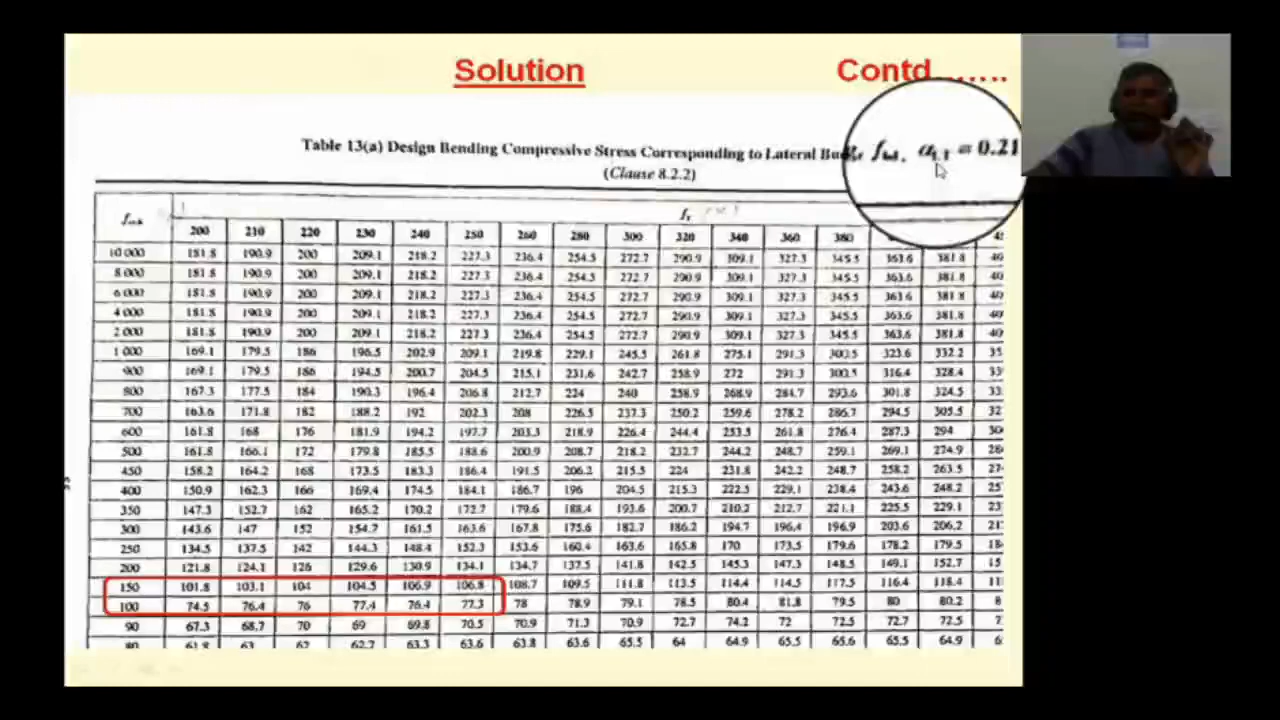 Solution
Contd.......
Table 13(a) Design Bending Compressive Stress Corresponding to Lateral
(Clause 8.2.2)
= 0.21
200 210 220 230 240 250 260 280 300 320 340 360 380
10 000 181.8 190.9 200 209.1 218.2 227.3 236.4 254.5 272.7 290.9 309.1 327.3 345.5 363.6 381.8
8 000 181.8 190.9 200 209.1 218.2 227.3 236.4 254.5 272.7 290.9 309.1 327.3 345.5 363.6 381.8
6 000 181.8 190.9 200 209.1 218.2 227.3 236.4 254.5 272.7 290.9 309.1 327.3 345.5 363.6 381.8
4 000 181.8 190.9 200 209.1 218.2 227.3 236.4 254.5 272.7 290.9 309.1 327.3 345.5 363.6 381.8
2 000 181.8 190.9 200 209.1 218.2 227.3 236.4 254.5 272.7 290.9 309.1 327.3 345.5 363.6 381.8
1 000 169.1 179.5 186 196.5 202.9 209.1 219.8 229.1 245.5 261.8 275.1 291.3 300.5 323.6 332.2
900 169.1 179.5 186 194.5 200.7 204.5 215.1 231.6 242.7 258.9 272 291.3 300.5 316.4 328.4
800 167.3 177.5 184 190.3 196.4 206.8 212.7 224 240 258.9 268.9 284.7 293.6 301.8 324.5
700 163.6 171.8 182 188.2 192 202.3 208 226.5 237.3 250.2 259.6 278.2 286.7 294.5 305.5
600 161.8 168 176 181.9 194.2 197.7 203.3 218.9 226.4 244.4 253.5 261.8 276.4 287.3 294
500 161.8 166.1 172 179.8 185.5 188.6 200.9 208.7 218.2 232.7 244.2 248.7 259.1 269.1 274.9
450 158.2 164.2 168 173.5 183.3 186.4 191.5 206.2 215.5 224 231.8 242.2 248.7 258.2 263.5
400 150.9 162.3 166 169.4 174.5 184.1 186.7 196 204.5 215.3 222.5 229.1 238.4 243.6 248.2
350 147.3 152.7 162 165.2 170.2 172.7 179.6 188.4 193.6 200.7 210.2 212.7 221.1 225.5 229.1
300 143.6 147 152 154.7 161.5 163.6 167.8 175.6 182.7 186.2 194.7 196.4 196.9 203.6 206.2
250 134.5 137.5 142 144.3 148.4 152.3 153.6 160.4 163.6 165.8 170 173.5 179.6 178.2 179.5
200 121.8 124.1 126 129.6 130.9 134.1 134.7 137.5 141.8 142.5 145.3 147.3 148.5 149.1 152.7
150 101.8 103.1 104 104.5 106.9 106.8 108.7 109.5 111.8 113.5 114.4 114.5 117.5 116.4 118.4
100 74.5 76.4 76 77.4 76.4 77.3 78 78.9 79.1 78.5 80.4 81.8 79.5 80 80.2
90 67.3 68.7 70 69 69.8 70.5 70.9 71.3 70.9 72.7 74.2 72 72.5 72.7 72.5
80 61.8 63 62 62.7 63.3 63.6 63.8 63.6 65.5 64 64.9 65.5 65.6 65.5 64.9